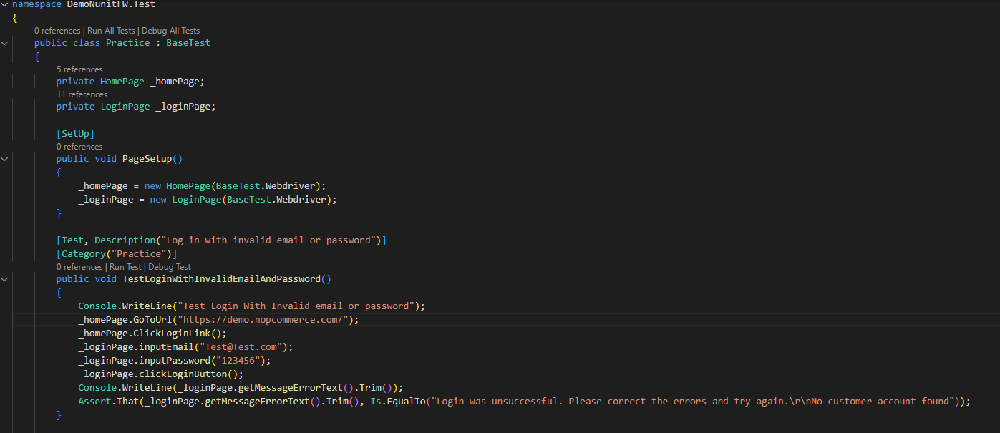 namespace DemoNunitFW.Test
{
0 references | Run All Tests | Debug All Tests
public class Practice : BaseTest
{
5 references
private HomePage _homePage;
11 references
private LoginPage _loginPage;
[SetUp]
0 references
public void PageSetup()
{
_homePage = new HomePage(BaseTest.Webdriver);
_loginPage = new LoginPage(BaseTest.Webdriver);
}
[Test, Description("Log in with invalid email or password")]
[Category("Practice")]
0 references | Run Test | Debug Test
public void TestLoginWithInvalidEmailAndPassword()
{
Console.WriteLine("Test Login With Invalid email or password");
_homePage.GoToUrl("https://demo.nopcommerce.com/");
_homePage.ClickLoginLink();
_loginPage.inputEmail("Test@Test.com");
_loginPage.inputPassword("123456");
_loginPage.clickLoginButton();
Console.WriteLine(_loginPage.getMessageErrorText().Trim());
Assert.That(_loginPage.getMessageErrorText().Trim(), Is.EqualTo("Login was unsuccessful. Please correct the errors and try again.\r\nNo customer account found"));
}